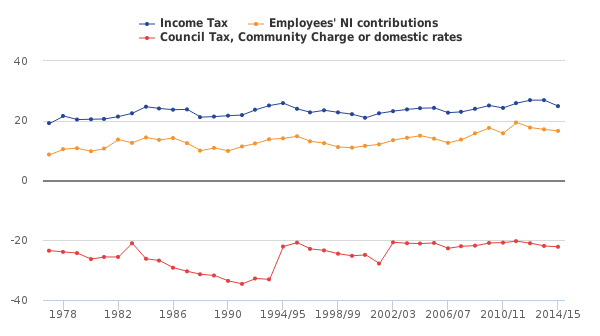 Income Tax Employees' NI contributions
Council Tax, Community Charge or domestic rates
40
20
0
-20
-40
1978 1982 1986 1990 1994/95 1998/99 2002/03 2006/07 2010/11 2014/15